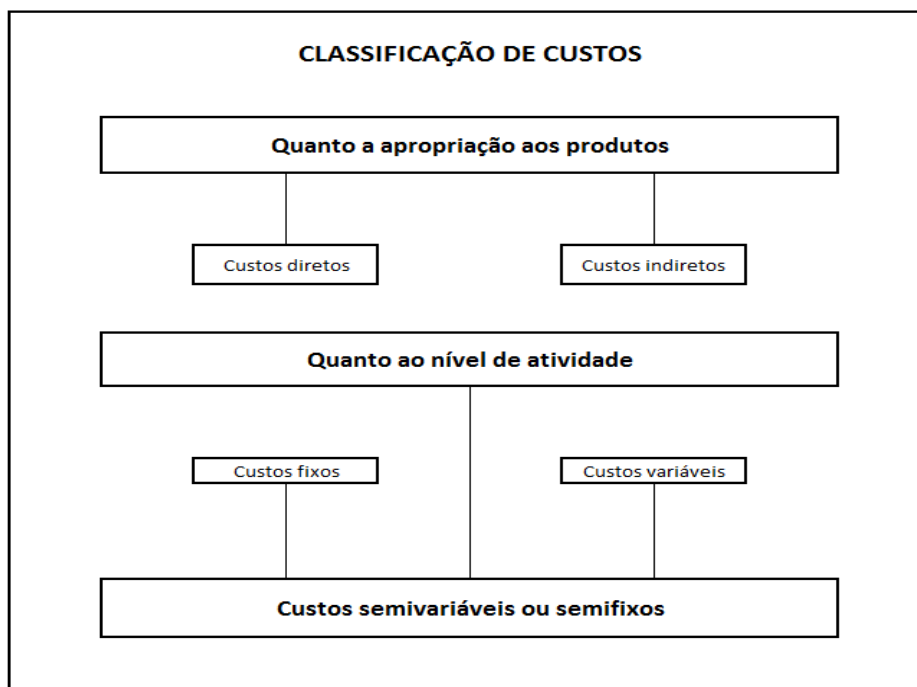 CLASSIFICAÇÃO DE CUSTOS
Quanto a apropriação aos produtos
Custos diretos
Custos indiretos
Quanto ao nível de atividade
Custos fixos
Custos variáveis
Custos semivariáveis ou semifixos